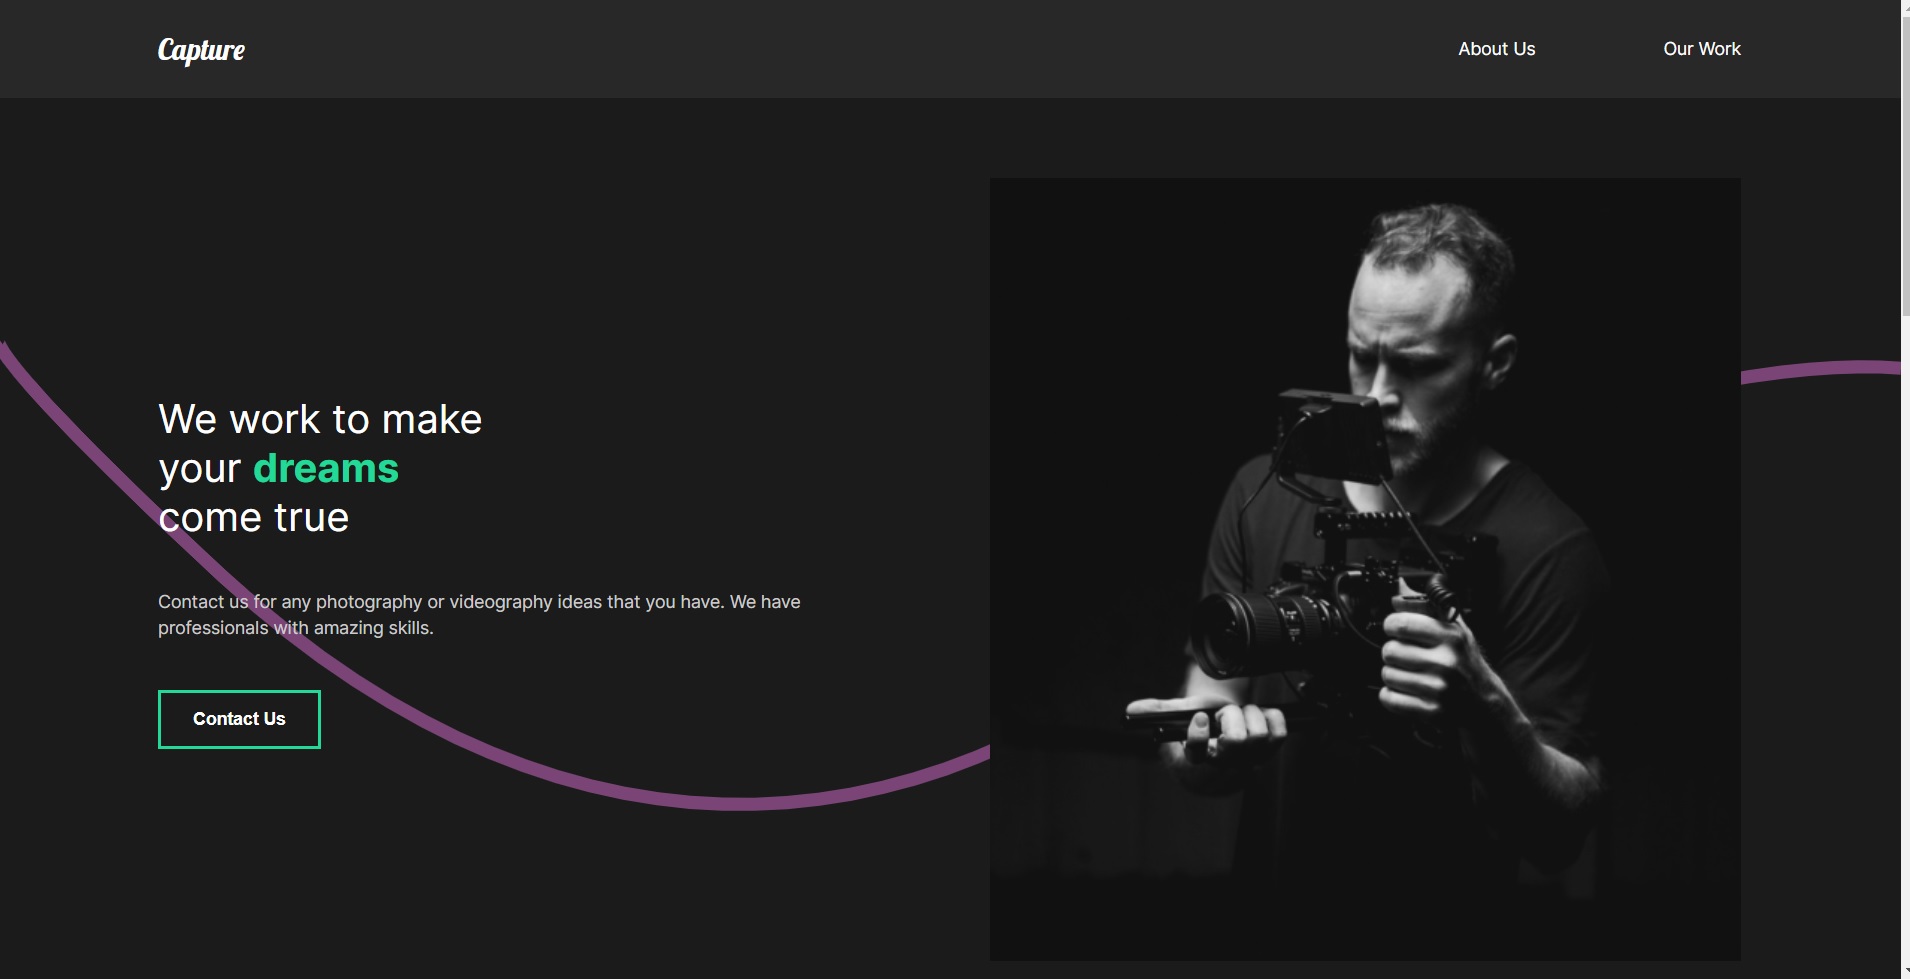 Capture
About Us
Our Work
We work to make
your dreams
come true
Contact us for any photography or videography ideas that you have. We have
professionals with amazing skills.
Contact Us